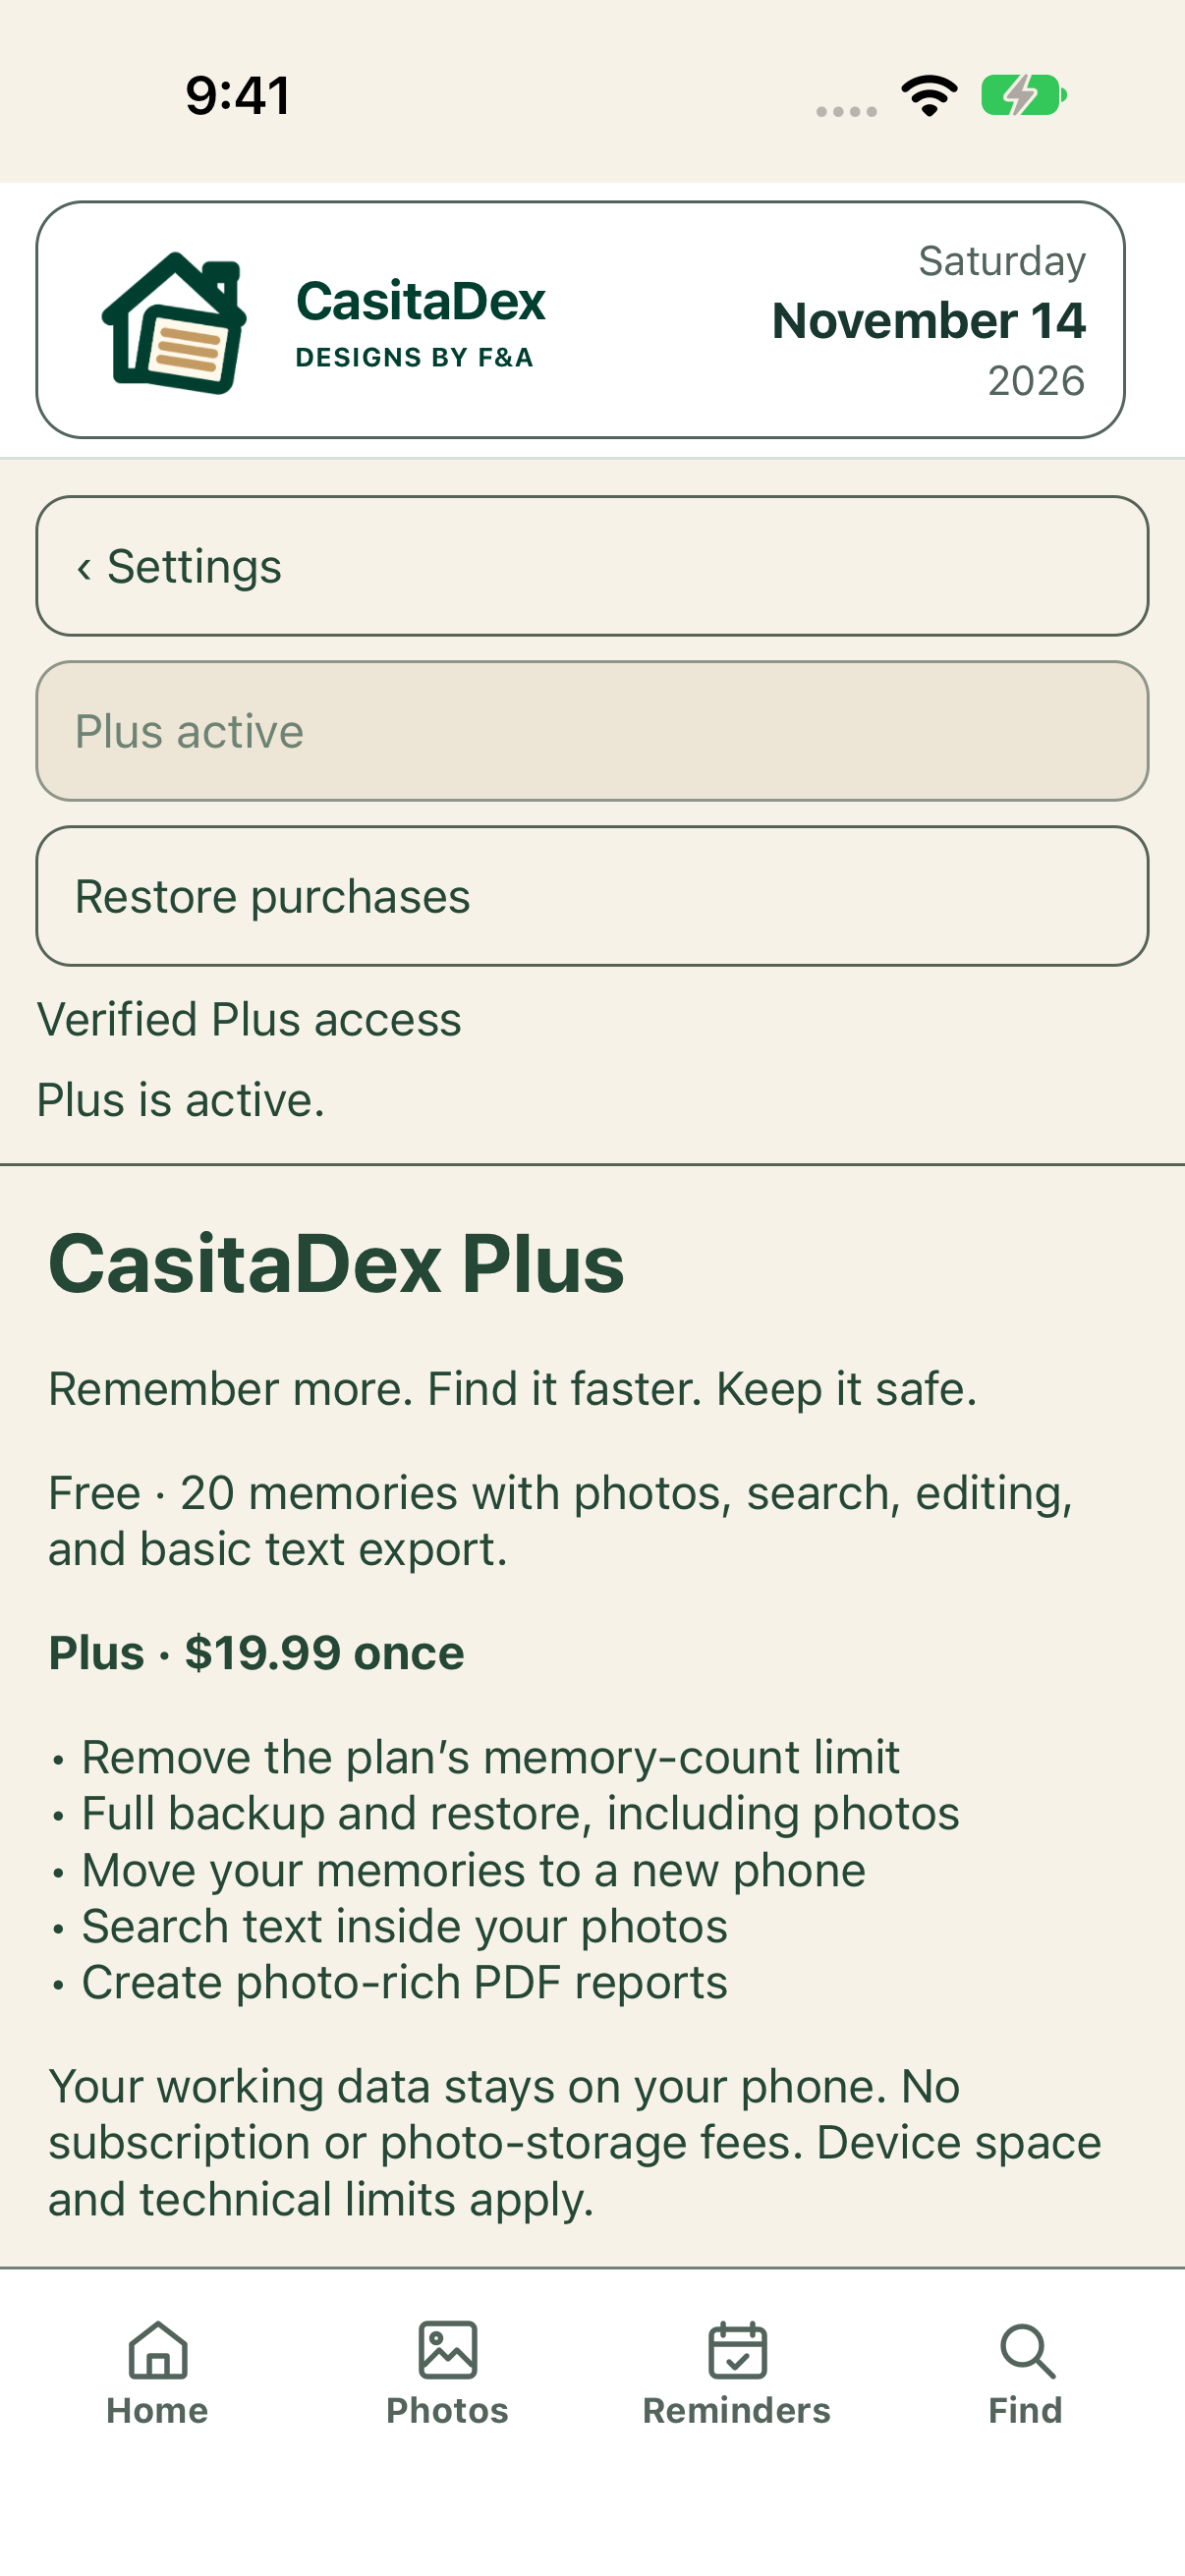 9:41
CasitaDex
DESIGNS BY F&A
Saturday
November 14
2026
‹ Settings
Plus active
Restore purchases
Verified Plus access
Plus is active.
CasitaDex Plus
Remember more. Find it faster. Keep it safe.
Free · 20 memories with photos, search, editing,
and basic text export.
Plus · $19.99 once
• Remove the plan’s memory-count limit
• Full backup and restore, including photos
• Move your memories to a new phone
• Search text inside your photos
• Create photo-rich PDF reports
Your working data stays on your phone. No
subscription or photo-storage fees. Device space
and technical limits apply.
Home
Photos
Reminders
Find